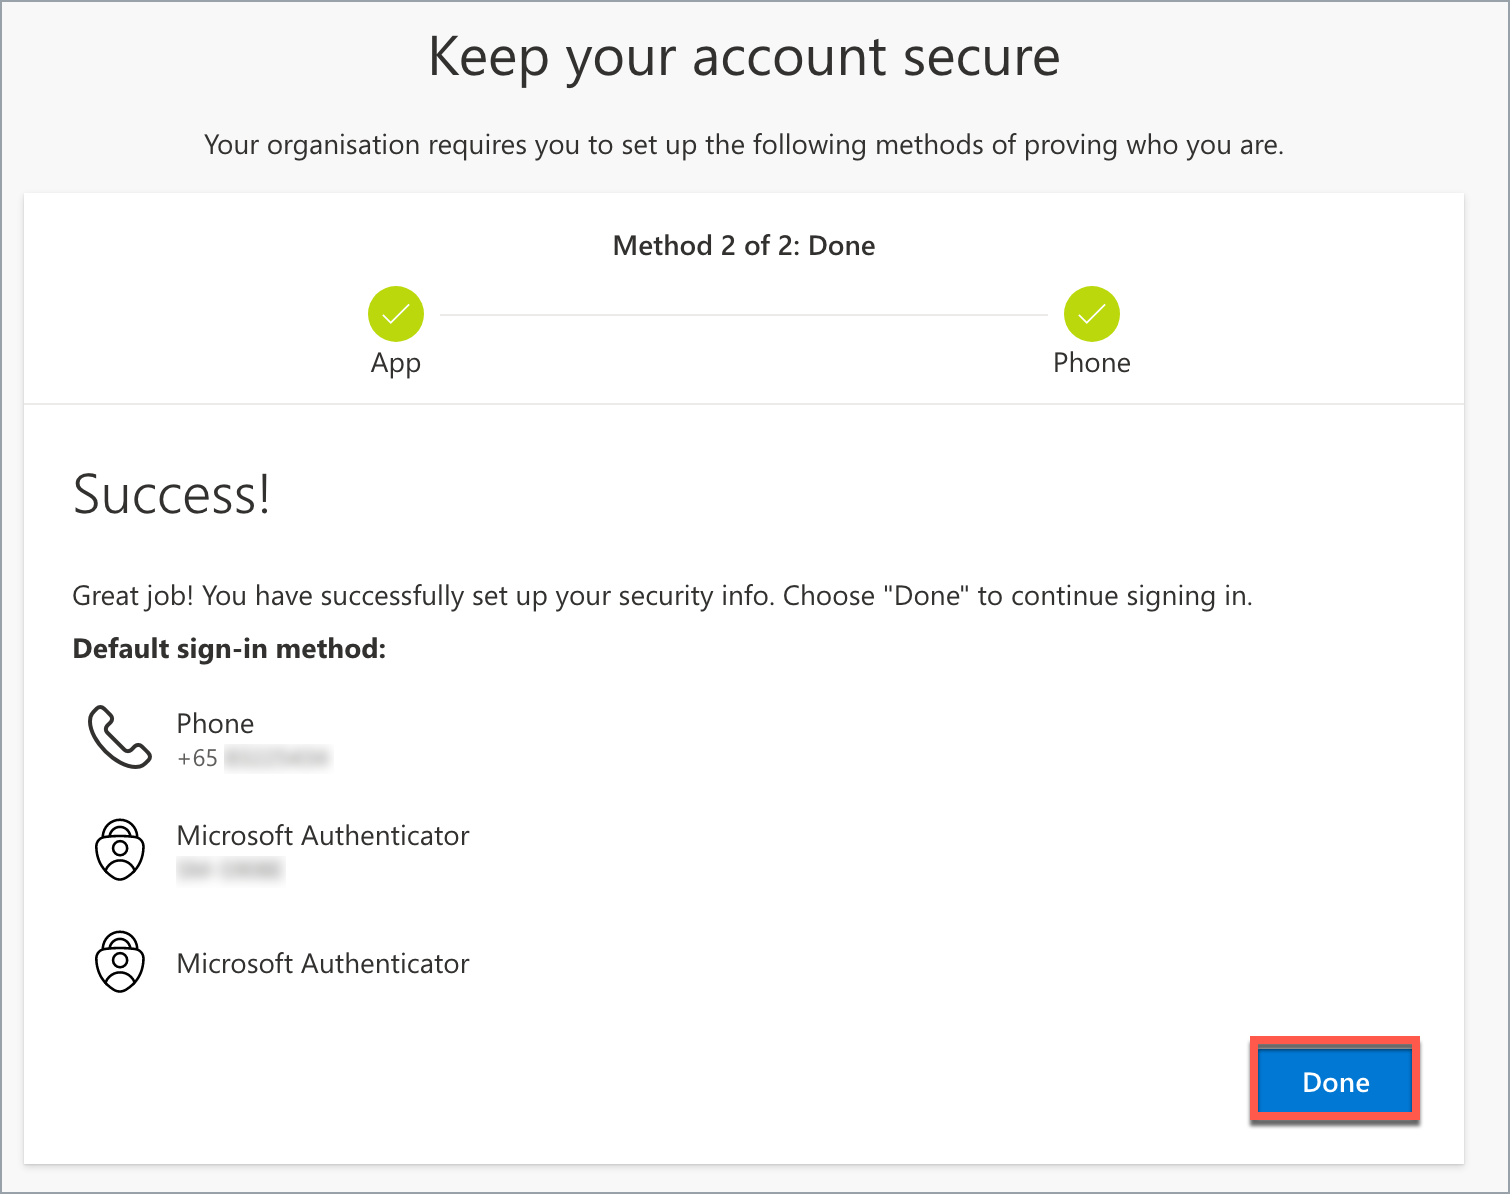 Keep your account secure
Your organisation requires you to set up the following methods of proving who you are.
Method 2 of 2: Done
App
Phone
Success!
Great job! You have successfully set up your security info. Choose "Done" to continue signing in.
Default sign-in method:
Phone
+65
Microsoft Authenticator
Microsoft Authenticator
Done